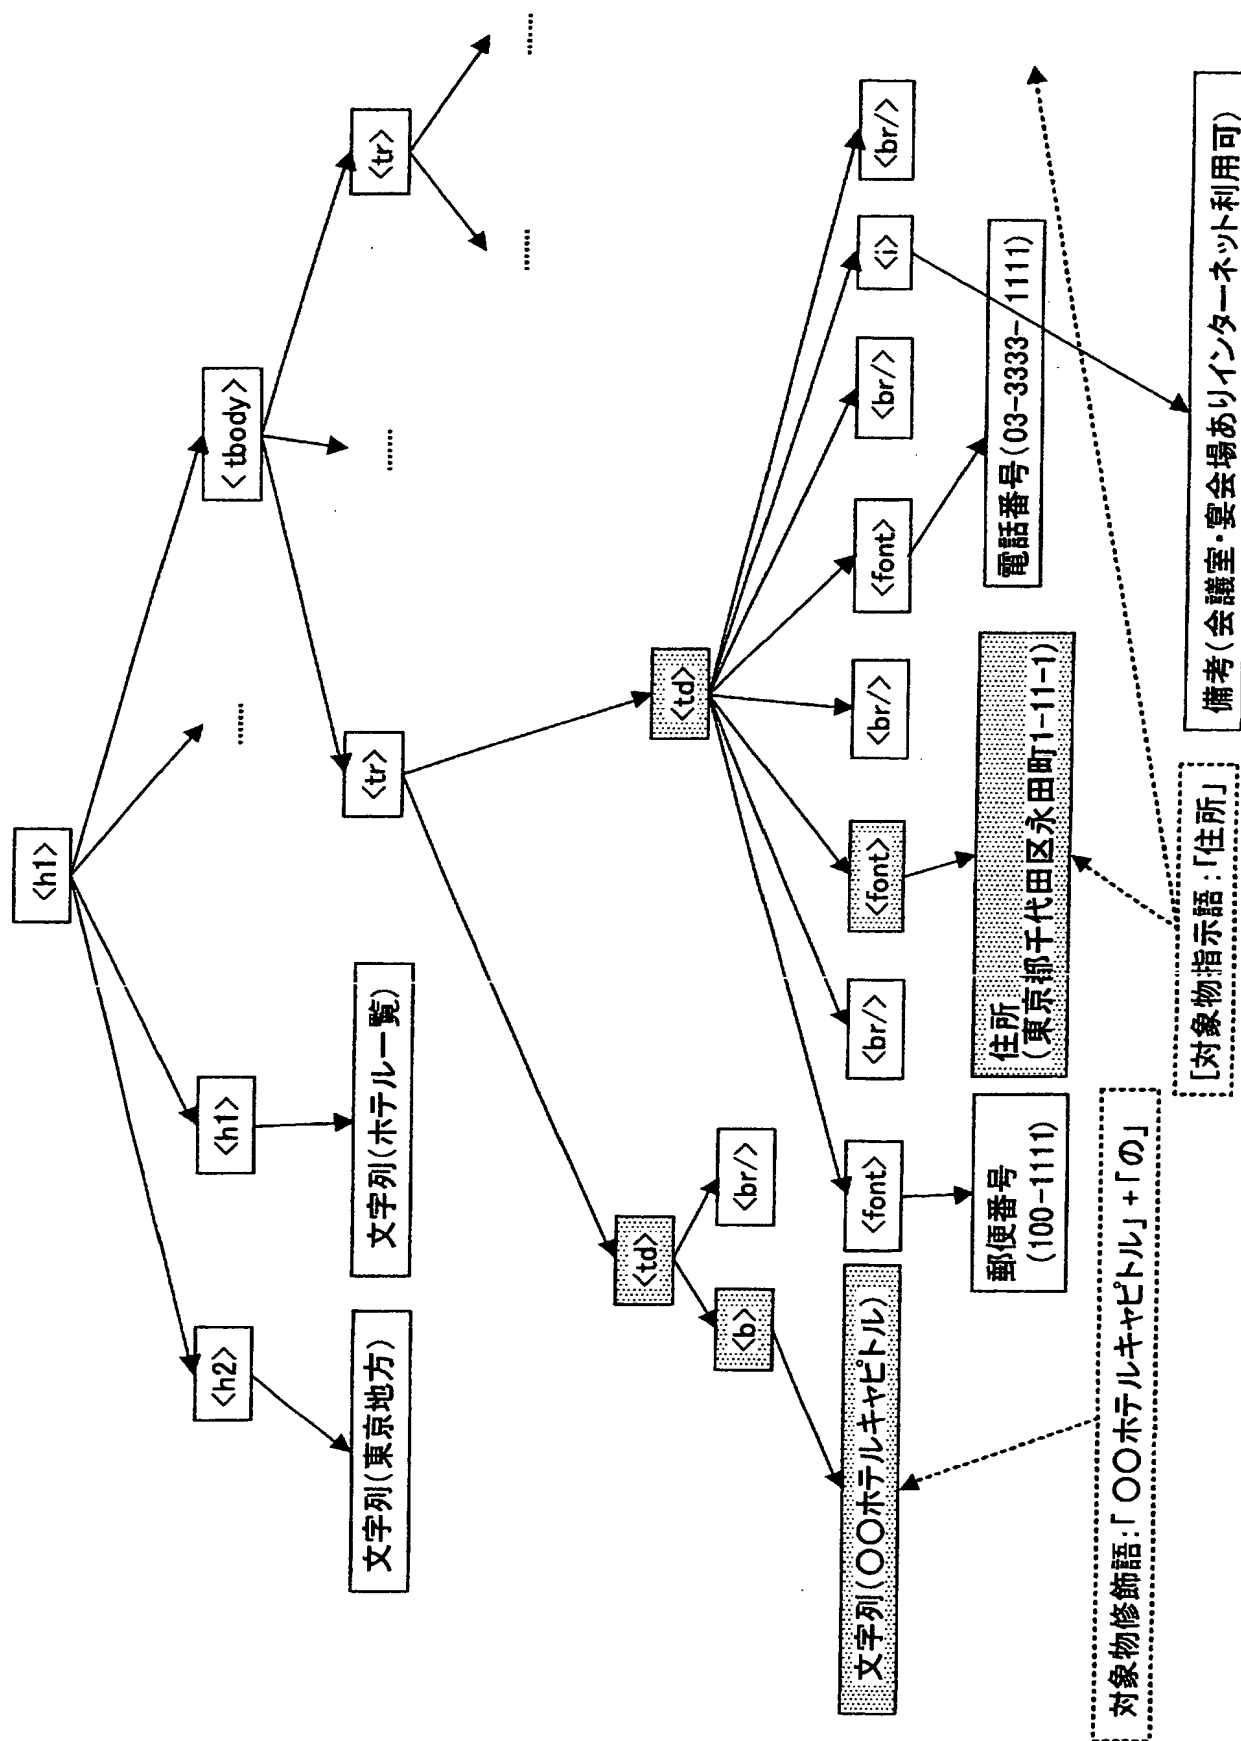 <h1>
<h2>
<h1>
……
<tbody>
文字列(東京地方)
文字列(ホテル一覧)
<tr>
……
<tr>
……
……
<td>
<td>
<b>
<br/>
文字列(〇〇ホテルキャピトル)
<font>
<br/>
<font>
<br/>
<font>
<br/>
<i>
<br/>
郵便番号
(100-1111)
住所
(東京都千代田区永田町1-11-1)
電話番号(03-3333-1111)
対象物修飾語:「〇〇ホテルキャピトル」+「の」
[対象物指示語:「住所」
備考(会議室・宴会場ありインターネット利用可)